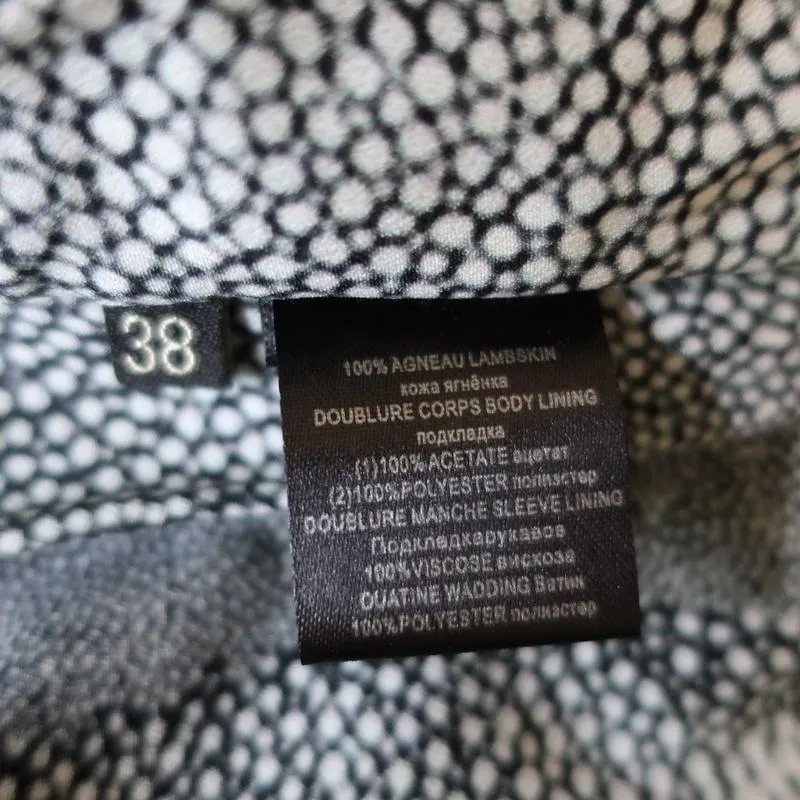 38
100% AGNEAU LAMBSKIN
кожа ягнёнка
DOUBLURE CORPS BODY LINING
подкладка
(1)100% ACETATE ацетат
(2)100%POLYESTER полиэстер
DOUBLURE MANCHE SLEEVE LINING
Подкладкарукавов
100%VISCOSE вискоза
OUATINE WADDING Ватин
100%POLYESTER полиэстер